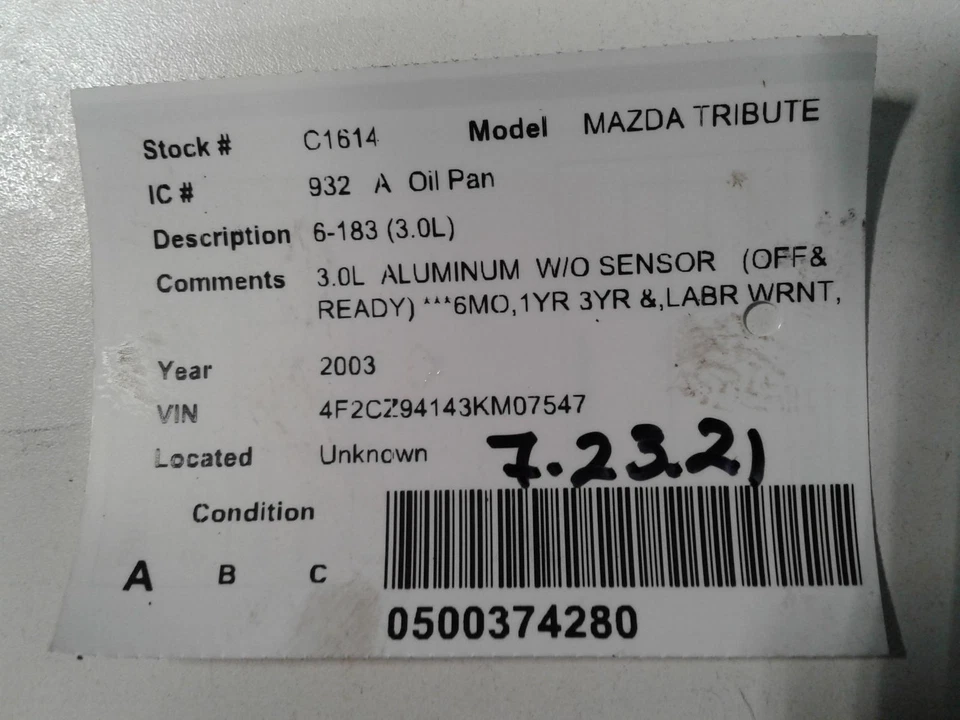 Stock # C1614 Model MAZDA TRIBUTE
IC # 932 A Oil Pan
Description 6-183 (3.0L)
Comments 3.0L ALUMINUM W/O SENSOR (OFF&
READY) ***6MO,1YR 3YR &,LABR WRNT,
Year 2003
VIN 4F2CZ94143KM07547
Located Unknown
7.23.21
Condition
A B C
0500374280